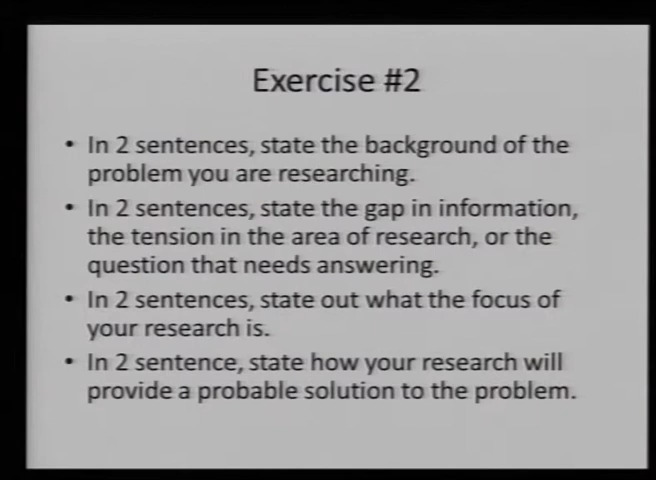 Exercise #2
• In 2 sentences, state the background of the
problem you are researching.
• In 2 sentences, state the gap in information,
the tension in the area of research, or the
question that needs answering.
• In 2 sentences, state out what the focus of
your research is.
• In 2 sentence, state how your research will
provide a probable solution to the problem.